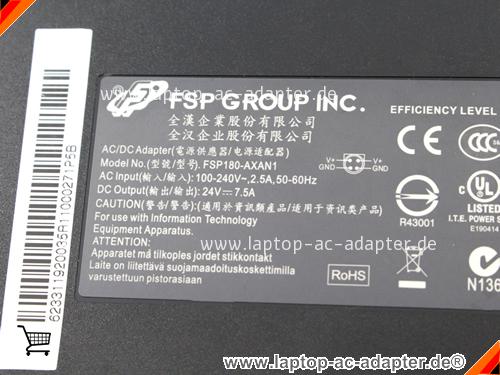 www.laptop-ac-adapter.de
FSP GROUP INC.
全漢企業股份有限公司
全汉企业股份有限公司
EFFICIENCY LEVEL
AC/DC Adapter(電源供應器/电源适配器)
Model No.(型號/型号): FSP180-AXAN1
AC Input(輸入/输入): 100-240V~,2.5A,50-60Hz
DC Output(輸出/输出): 24V⎓7.5A
V+ V+
GND GND
CAUTION(警告/警告): (適用於資訊類產品/适用于资讯类产品)
For use with Information Technology
Equipment Apparatus.
ATTENTION:
Apparatet må tilkoples jordet stikkontakt
Laite on liitettävä suojamaadoituskoskettimilla
varustettuun pistorasiaan
CE
CCC
R43001
LISTED
I.T.E. POWER S
E190414
RoHS
N136
www.laptop-ac-adapter.de
6233111920035R11000271P5B
www.laptop-ac-adapter.de®